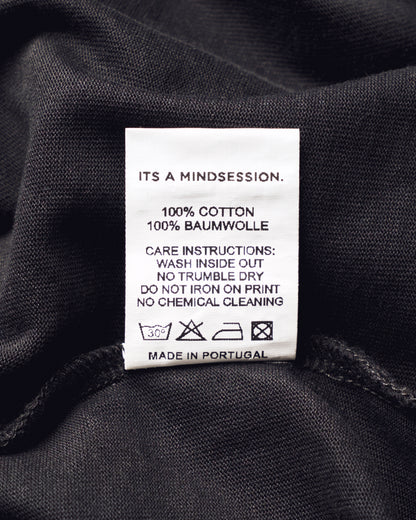 ITS A MINDSESSION.
100% COTTON
100% BAUMWOLLE
CARE INSTRUCTIONS:
WASH INSIDE OUT
NO TRUMBLE DRY
DO NOT IRON ON PRINT
NO CHEMICAL CLEANING
30°
MADE IN PORTUGAL